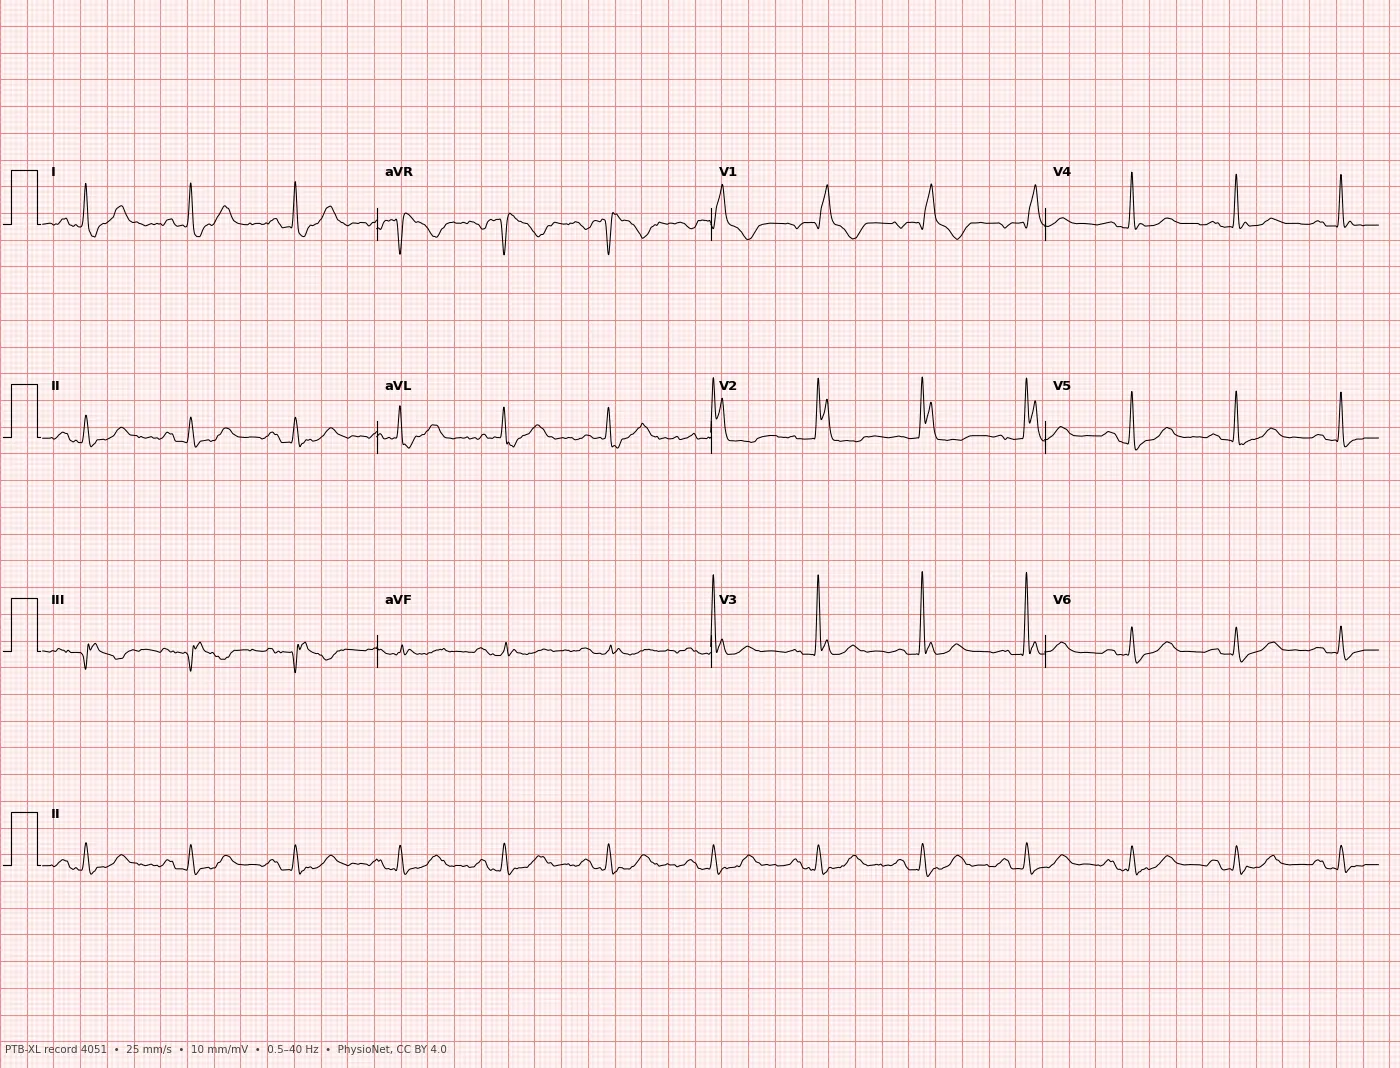 I aVR V1 V4
II aVL V2 V5
III aVF V3 V6
II
PTB-XL record 4051 • 25 mm/s • 10 mm/mV • 0.5–40 Hz • PhysioNet, CC BY 4.0